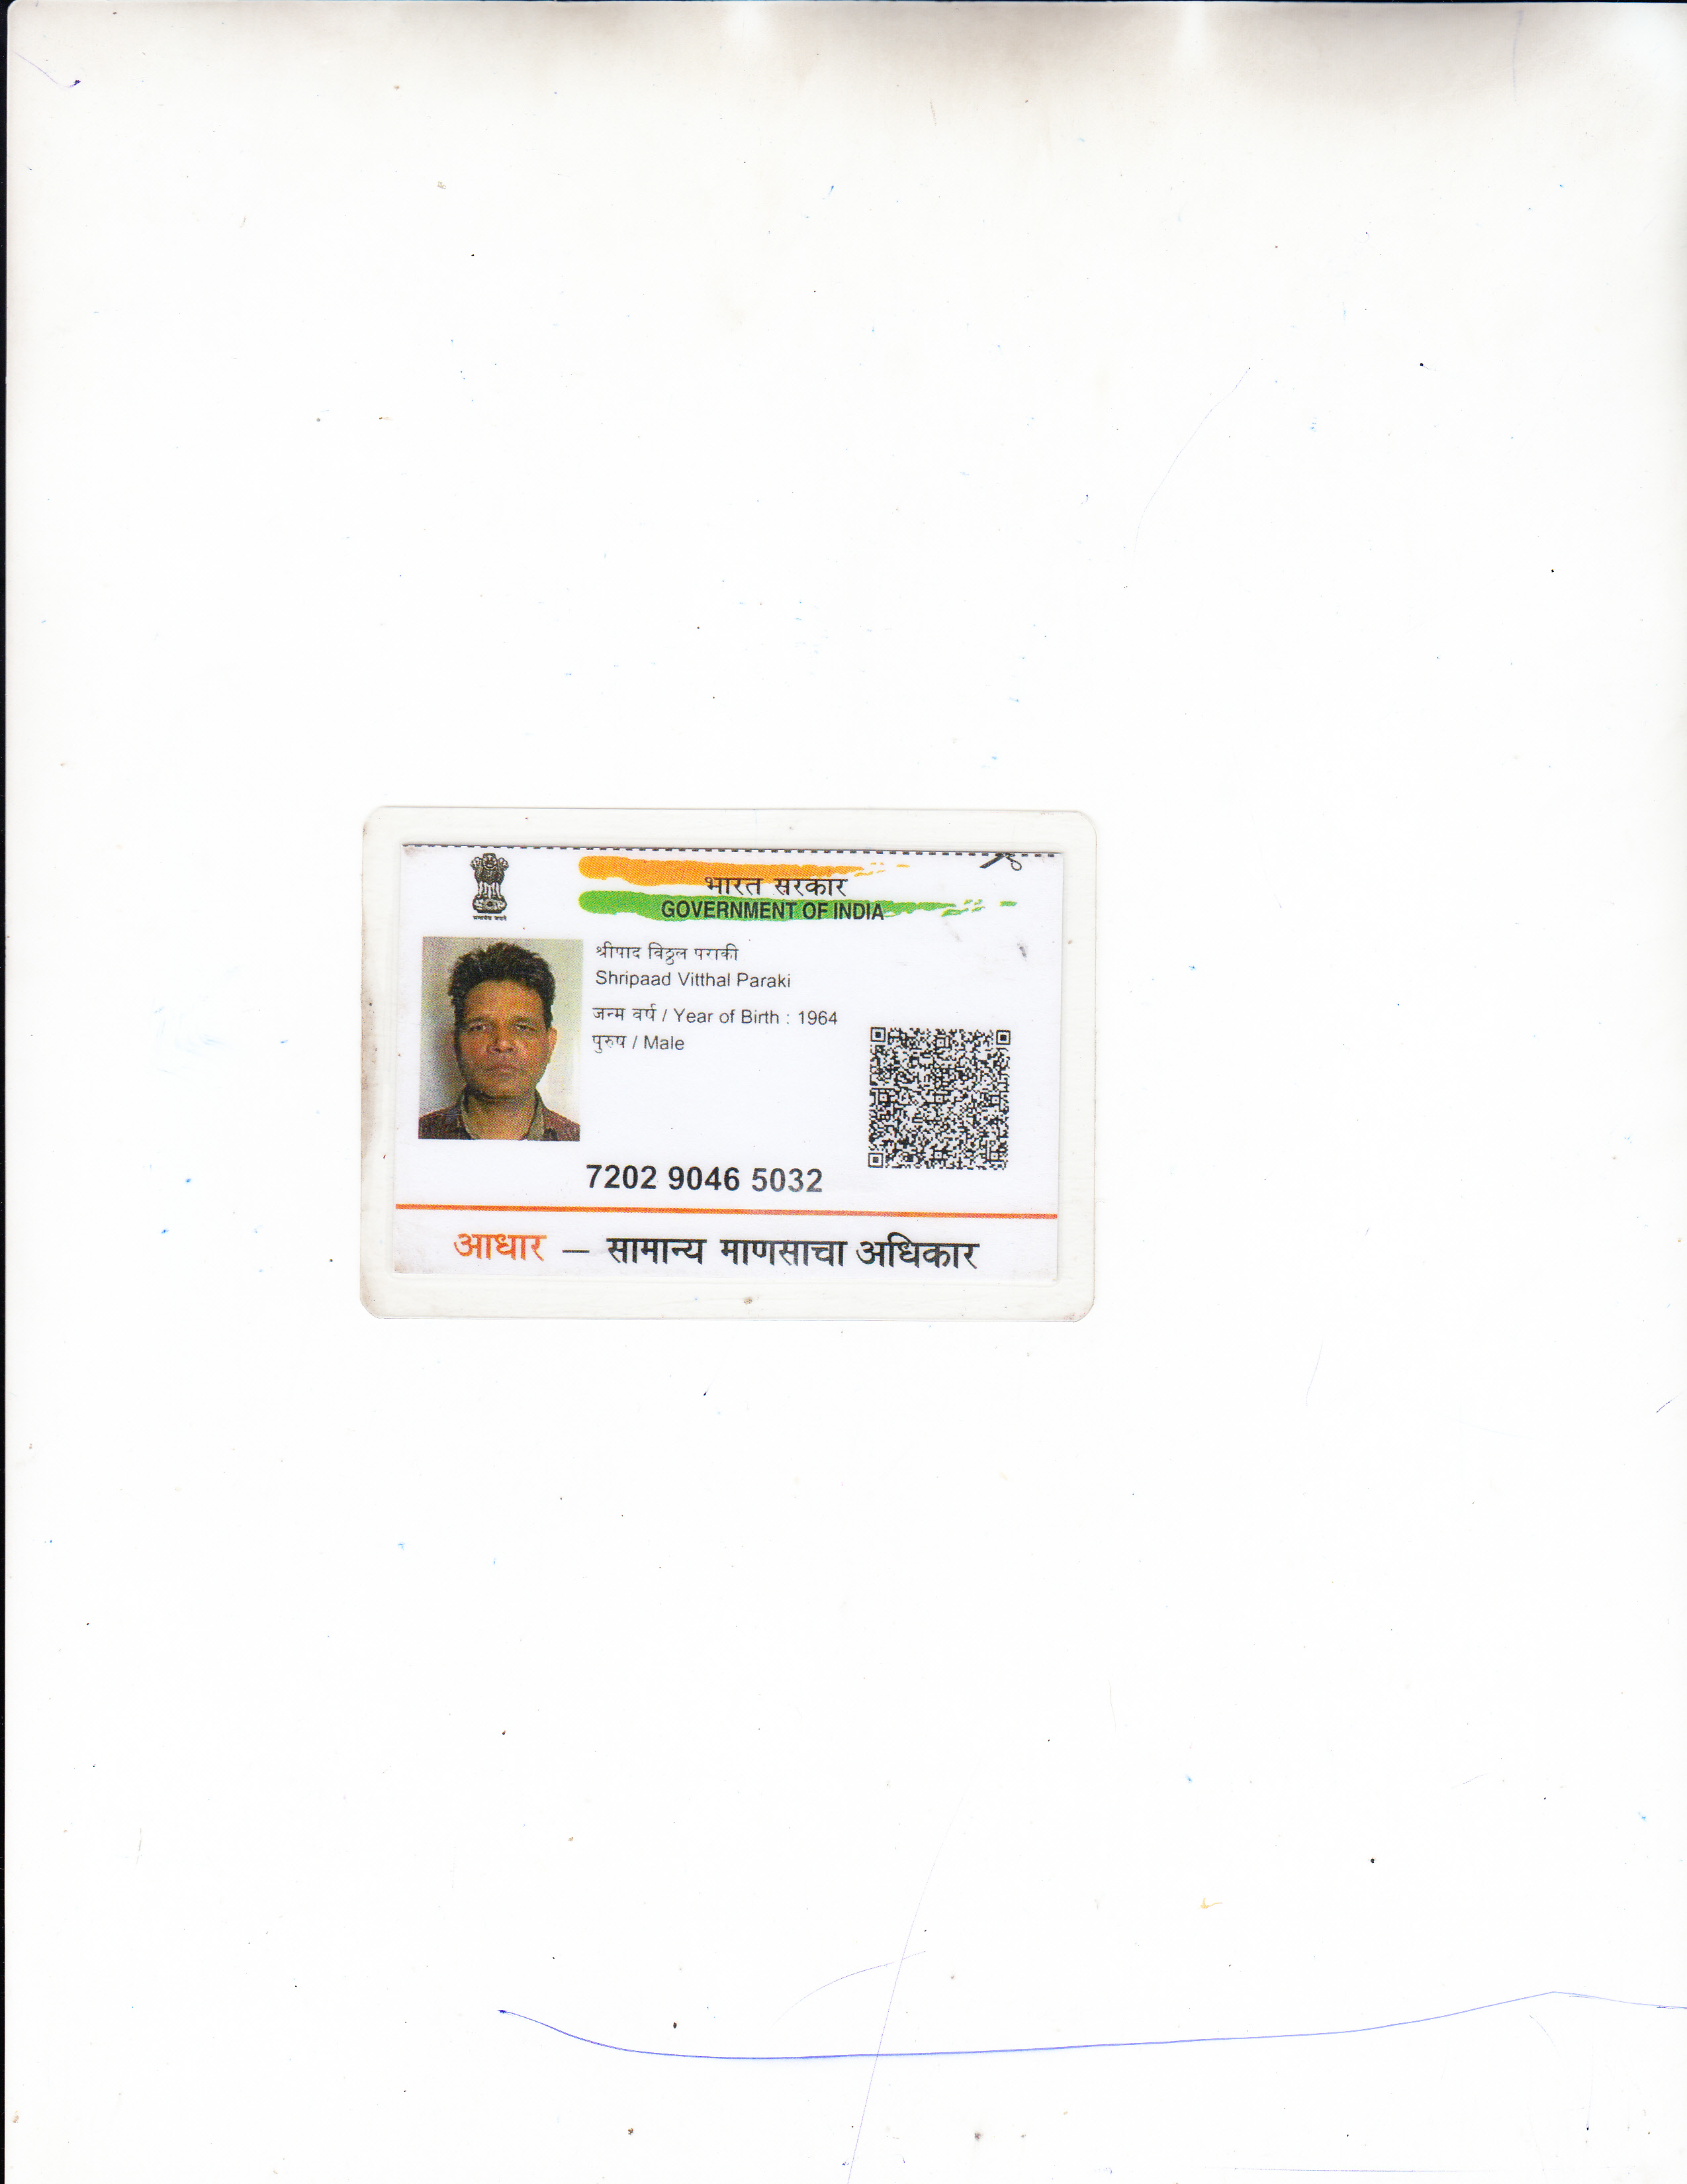 भारत सरकार
GOVERNMENT OF INDIA
श्रीपाद विठ्ठल पराकी
Shripaad Vitthal Paraki
जन्म वर्ष / Year of Birth : 1964
पुरुष / Male
7202 9046 5032
आधार — सामान्य माणसाचा अधिकार